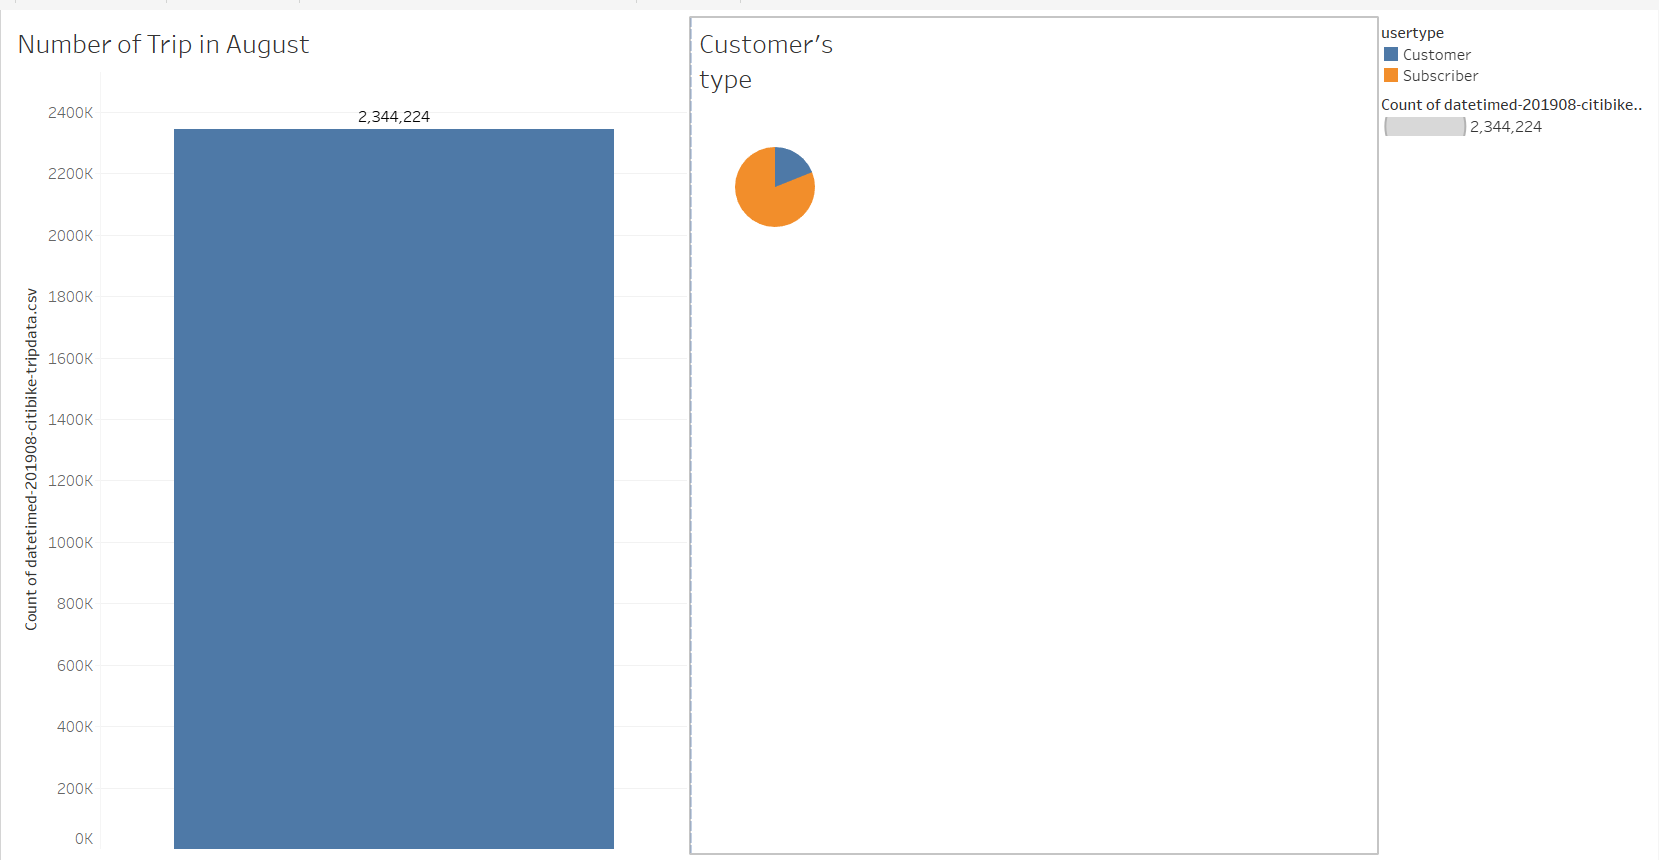 Number of Trip in August
2400K
2200K
2000K
1800K
1600K
1400K
1200K
1000K
800K
600K
400K
200K
0K
Count of datetimed-201908-citibike-tripdata.csv
2,344,224
Customer's
type
usertype
Customer
Subscriber
Count of datetimed-201908-citibike..
2,344,224